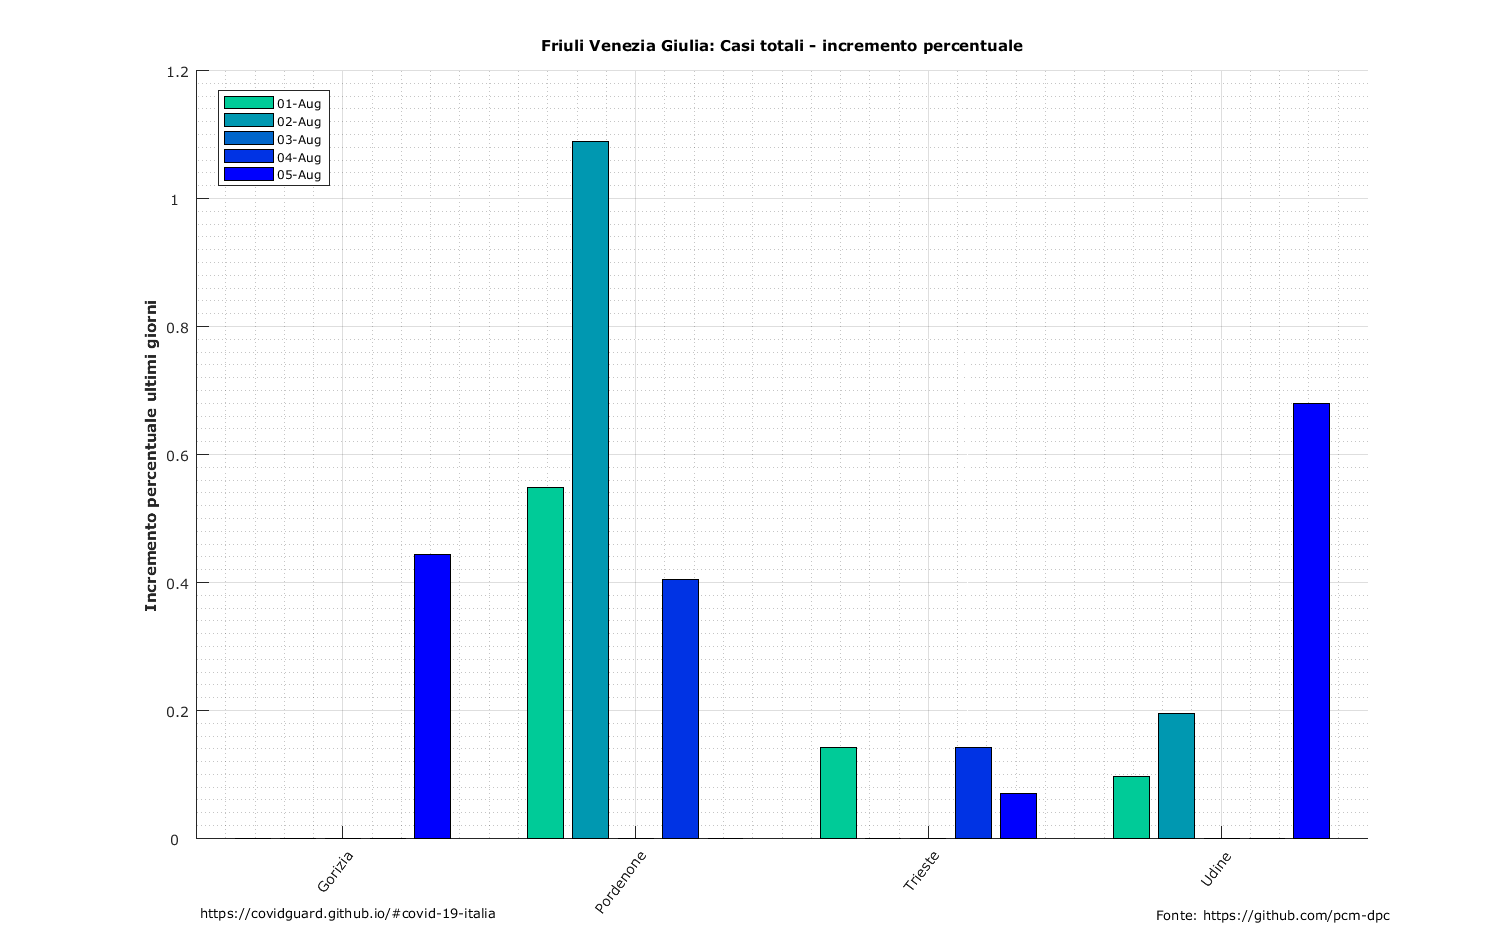 Friuli Venezia Giulia: Casi totali - incremento percentuale
1.2
1
0.8
0.6
0.4
0.2
0
Incremento percentuale ultimi giorni
01-Aug
02-Aug
03-Aug
04-Aug
05-Aug
Gorizia
Pordenone
Trieste
Udine
https://covidguard.github.io/#covid-19-italia
Fonte: https://github.com/pcm-dpc